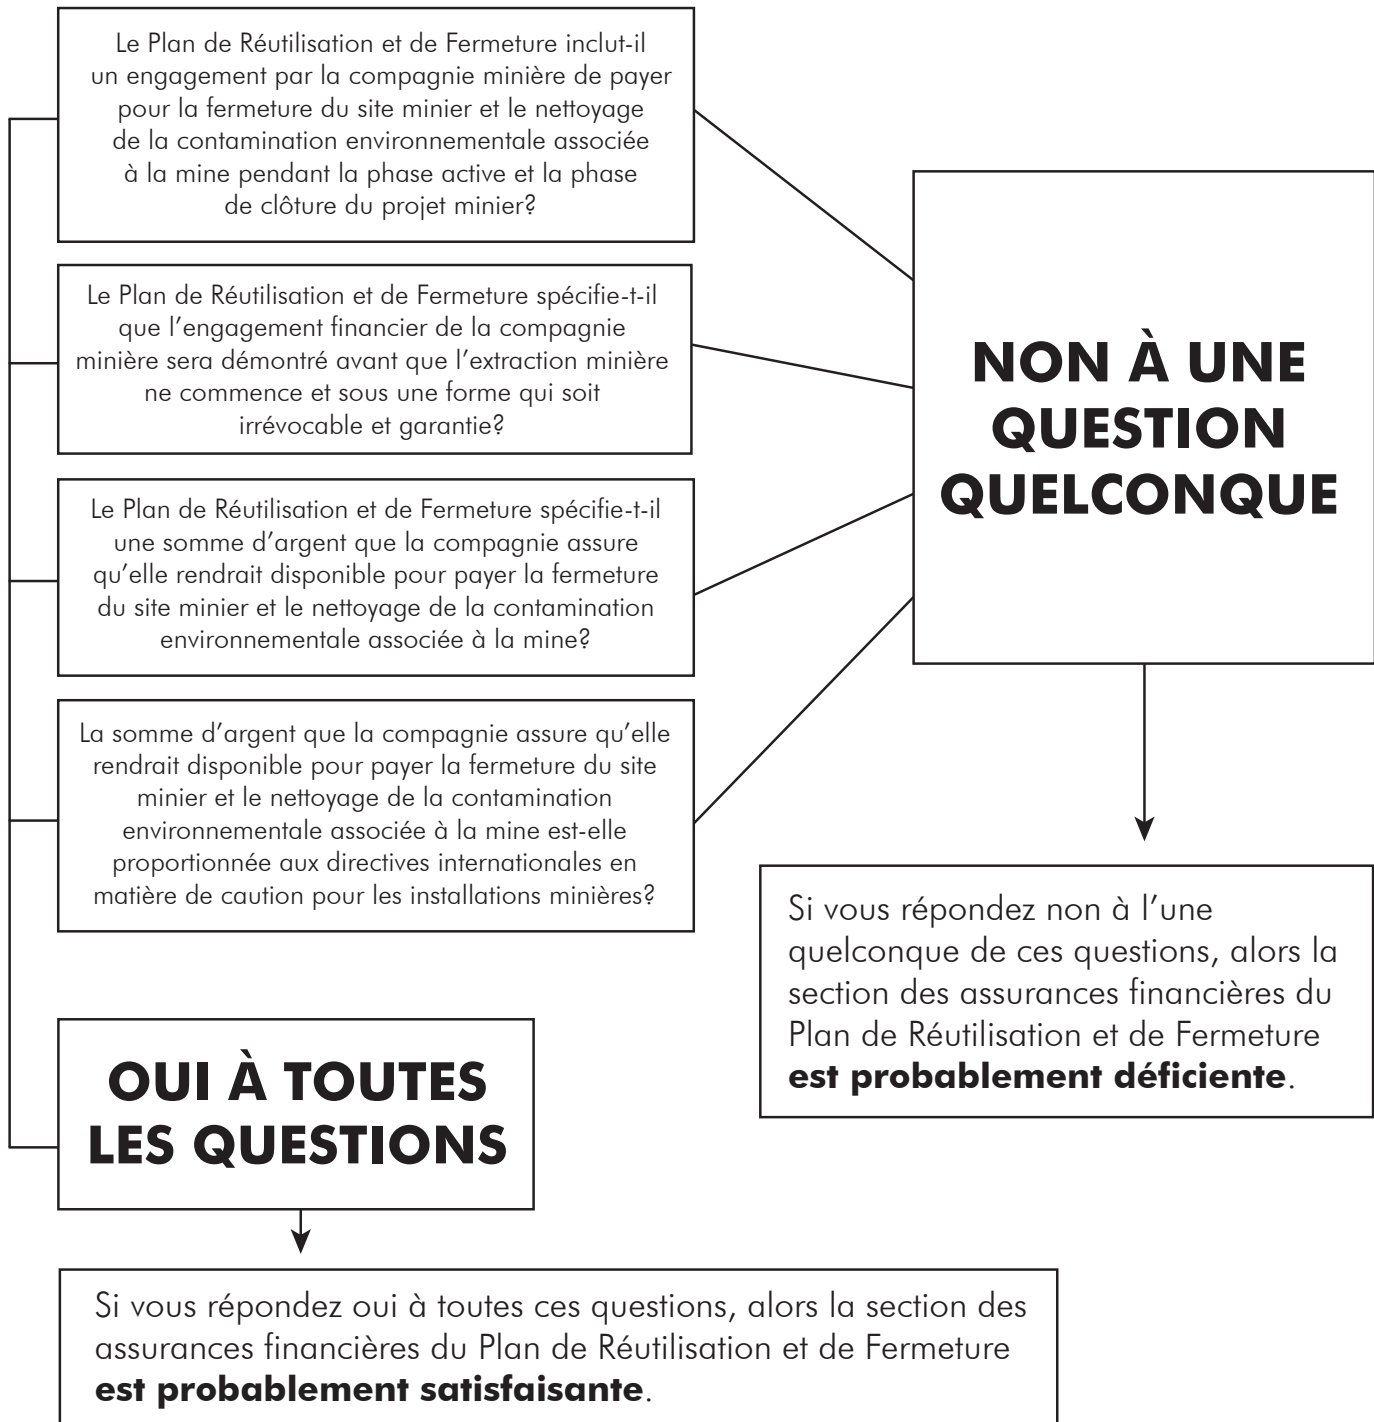 Le Plan de Réutilisation et de Fermeture inclut-il
un engagement par la compagnie minière de payer
pour la fermeture du site minier et le nettoyage
de la contamination environnementale associée
à la mine pendant la phase active et la phase
de clôture du projet minier?
Le Plan de Réutilisation et de Fermeture spécifie-t-il
que l’engagement financier de la compagnie
minière sera démontré avant que l’extraction minière
ne commence et sous une forme qui soit
irrévocable et garantie?
Le Plan de Réutilisation et de Fermeture spécifie-t-il
une somme d’argent que la compagnie assure
qu’elle rendrait disponible pour payer la fermeture
du site minier et le nettoyage de la contamination
environnementale associée à la mine?
La somme d’argent que la compagnie assure qu’elle
rendrait disponible pour payer la fermeture du site
minier et le nettoyage de la contamination
environnementale associée à la mine est-elle
proportionnée aux directives internationales en
matière de caution pour les installations minières?
NON À UNE
QUESTION
QUELCONQUE
Si vous répondez non à l’une
quelconque de ces questions, alors la
section des assurances financières du
Plan de Réutilisation et de Fermeture
est probablement déficiente.
OUI À TOUTES
LES QUESTIONS
Si vous répondez oui à toutes ces questions, alors la section des
assurances financières du Plan de Réutilisation et de Fermeture
est probablement satisfaisante.